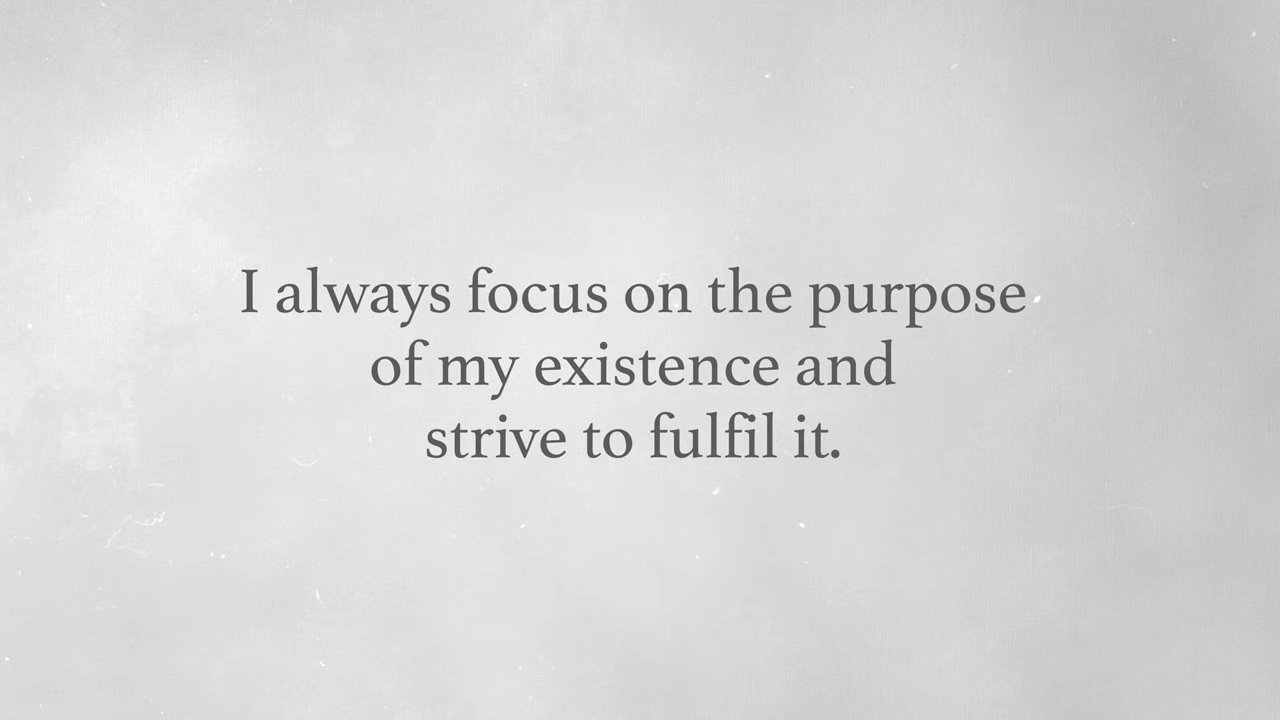 I always focus on the purpose
of my existence and
strive to fulfil it.